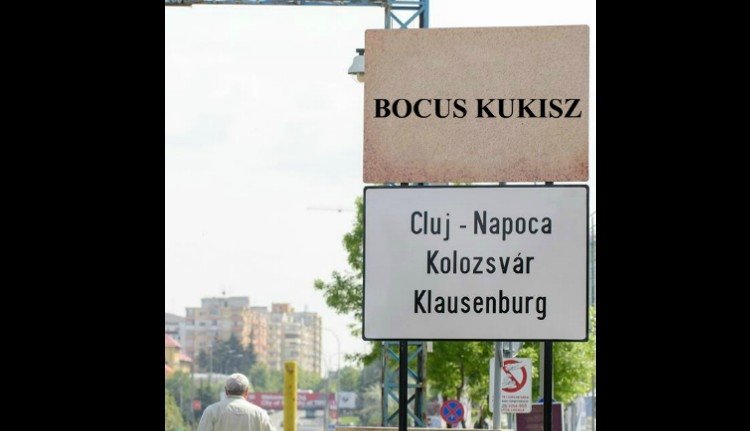 BOCUS KUKISZ
Cluj - Napoca
Kolozsvár
Klausenburg